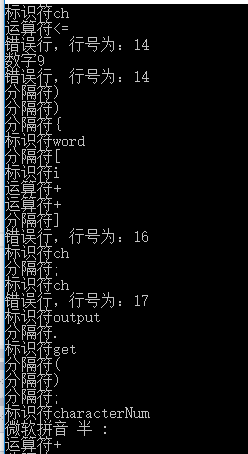 标识符ch
运算符<=
错误行，行号为：14
数字9
错误行，行号为：14
分隔符)
分隔符)
分隔符{
标识符word
分隔符[
标识符i
运算符+
运算符+
分隔符]
错误行，行号为：16
标识符ch
分隔符;
标识符ch
错误行，行号为：17
标识符output
分隔符.
标识符get
分隔符(
分隔符)
分隔符;
标识符characterNum
微软拼音 半 :
运算符+